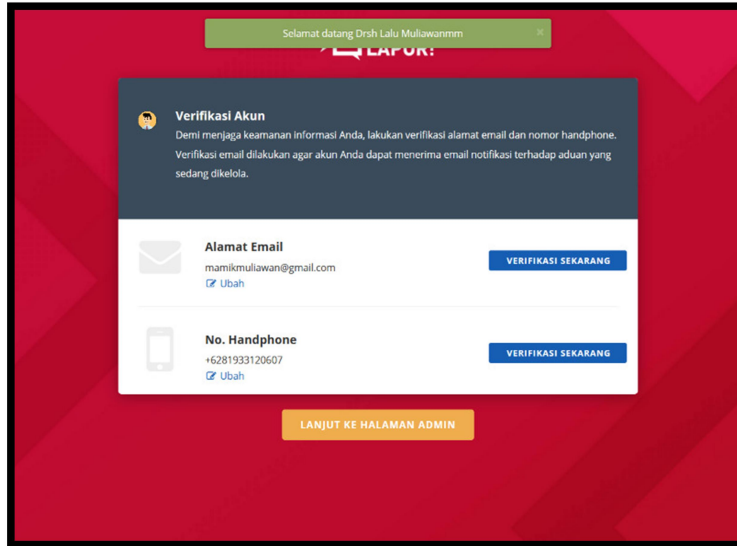 Selamat datang Drsh Lalu Muliawanmm ×
LAPOR!
Verifikasi Akun
Demi menjaga keamanan informasi Anda, lakukan verifikasi alamat email dan nomor handphone.
Verifikasi email dilakukan agar akun Anda dapat menerima email notifikasi terhadap aduan yang
sedang dikelola.
Alamat Email
mamikmuliawan@gmail.com
Ubah
VERIFIKASI SEKARANG
No. Handphone
+6281933120607
Ubah
VERIFIKASI SEKARANG
LANJUT KE HALAMAN ADMIN